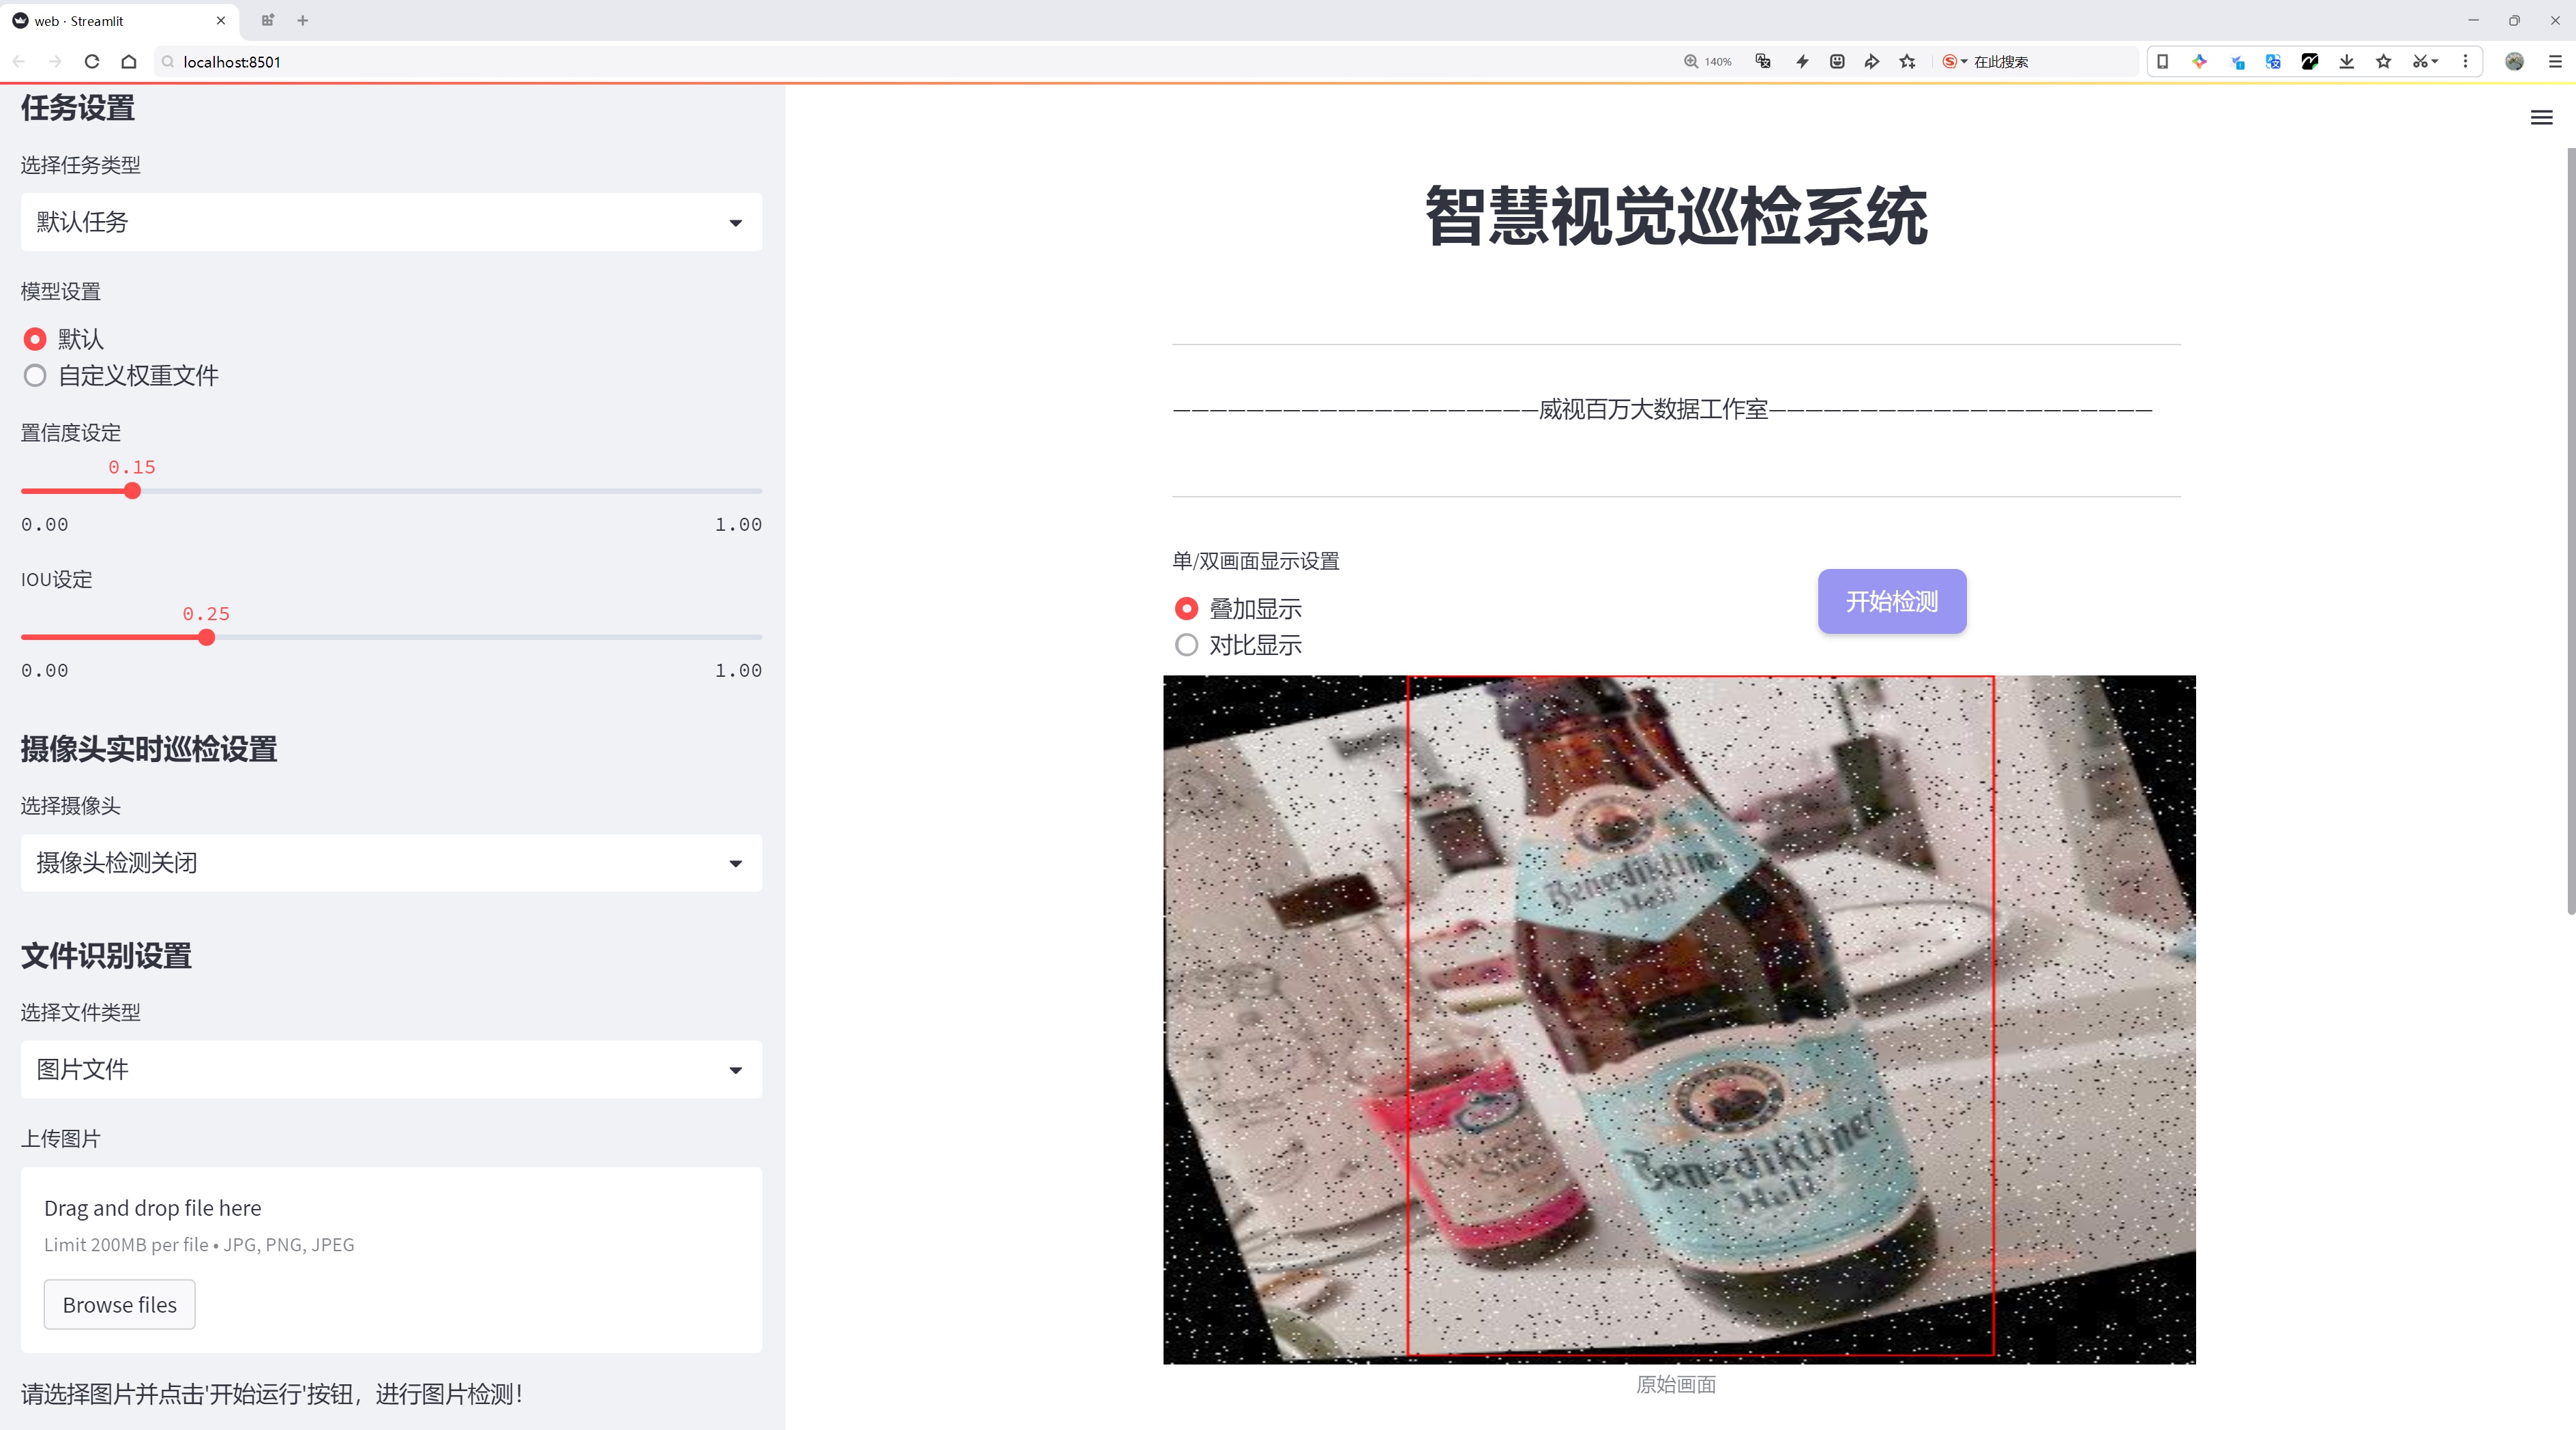 web · Streamlit
localhost:8501
140%
在此搜索
任务设置
选择任务类型
默认任务
模型设置
默认
自定义权重文件
置信度设定
0.15
0.00
1.00
IOU设定
0.25
0.00
1.00
摄像头实时巡检设置
选择摄像头
摄像头检测关闭
文件识别设置
选择文件类型
图片文件
上传图片
Drag and drop file here
Limit 200MB per file • JPG, PNG, JPEG
Browse files
请选择图片并点击'开始运行'按钮，进行图片检测！
智慧视觉巡检系统
————————————————————威视百万大数据工作室—————————————————————
单/双画面显示设置
叠加显示
对比显示
开始检测
Benediktiner
Hell
Benediktiner
Hell
原始画面